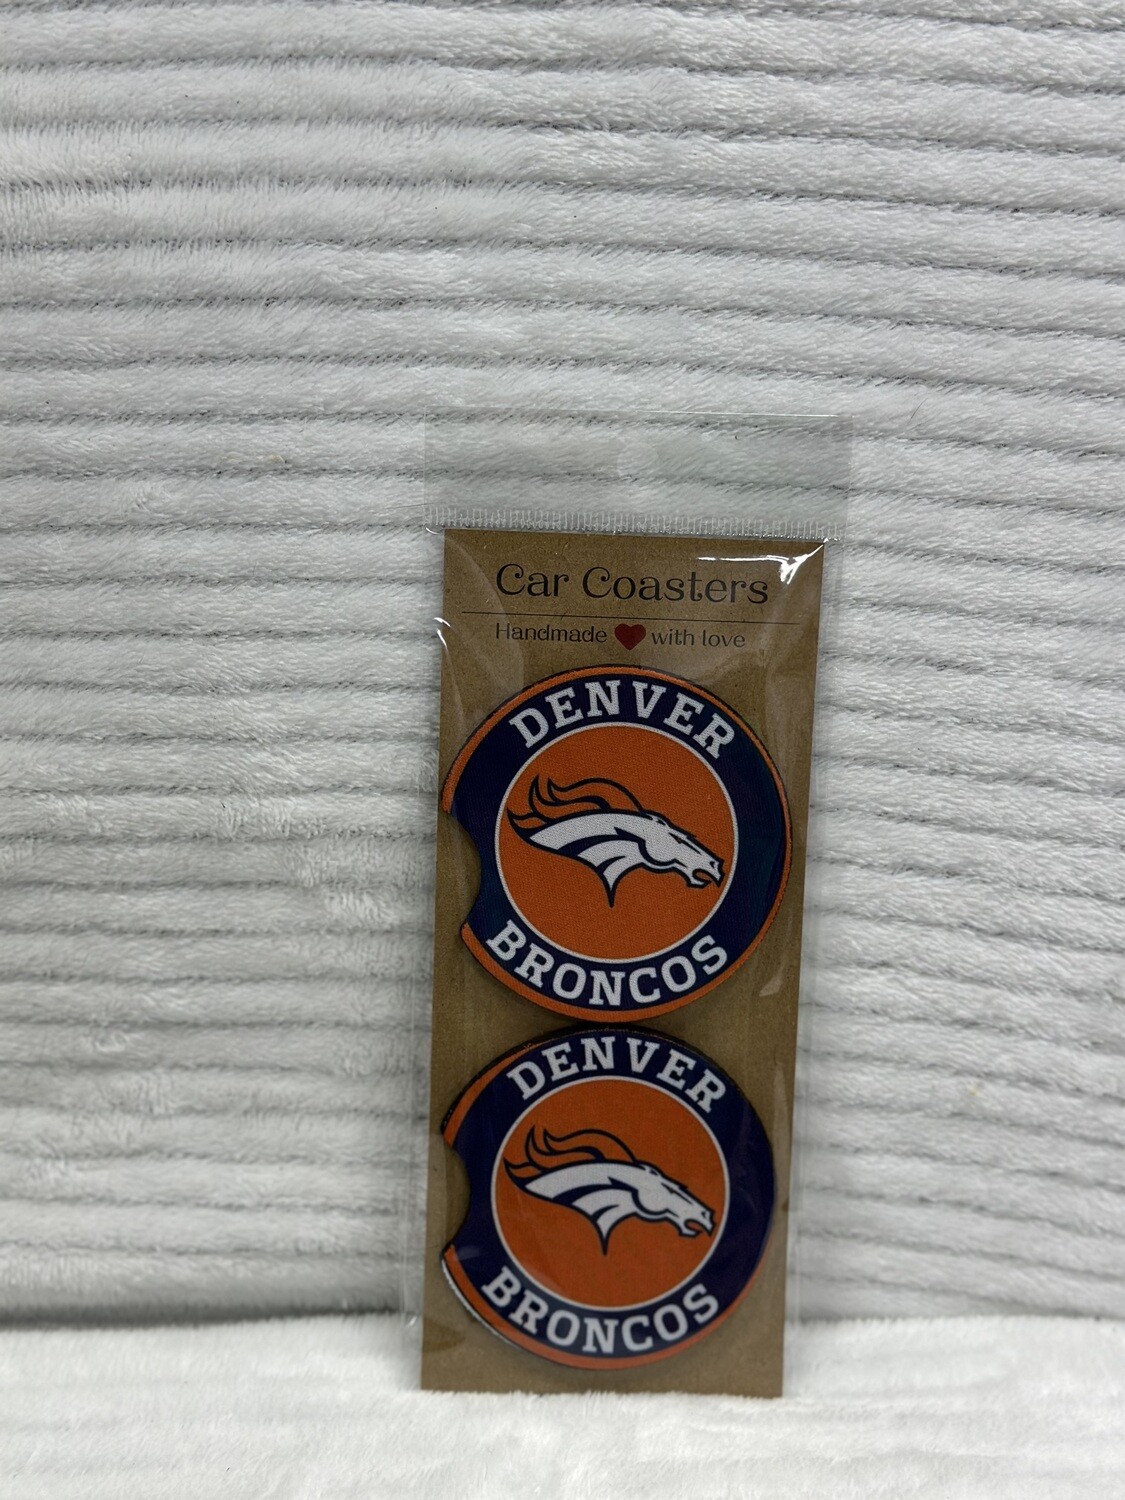 Car Coasters
Handmade with love
DENVER
BRONCOS
DENVER
BRONCOS